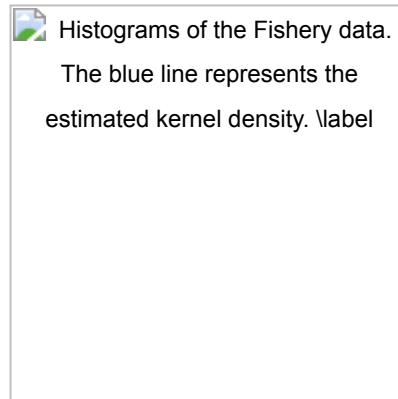 Histograms of the Fishery data.
The blue line represents the
estimated kernel density. \label